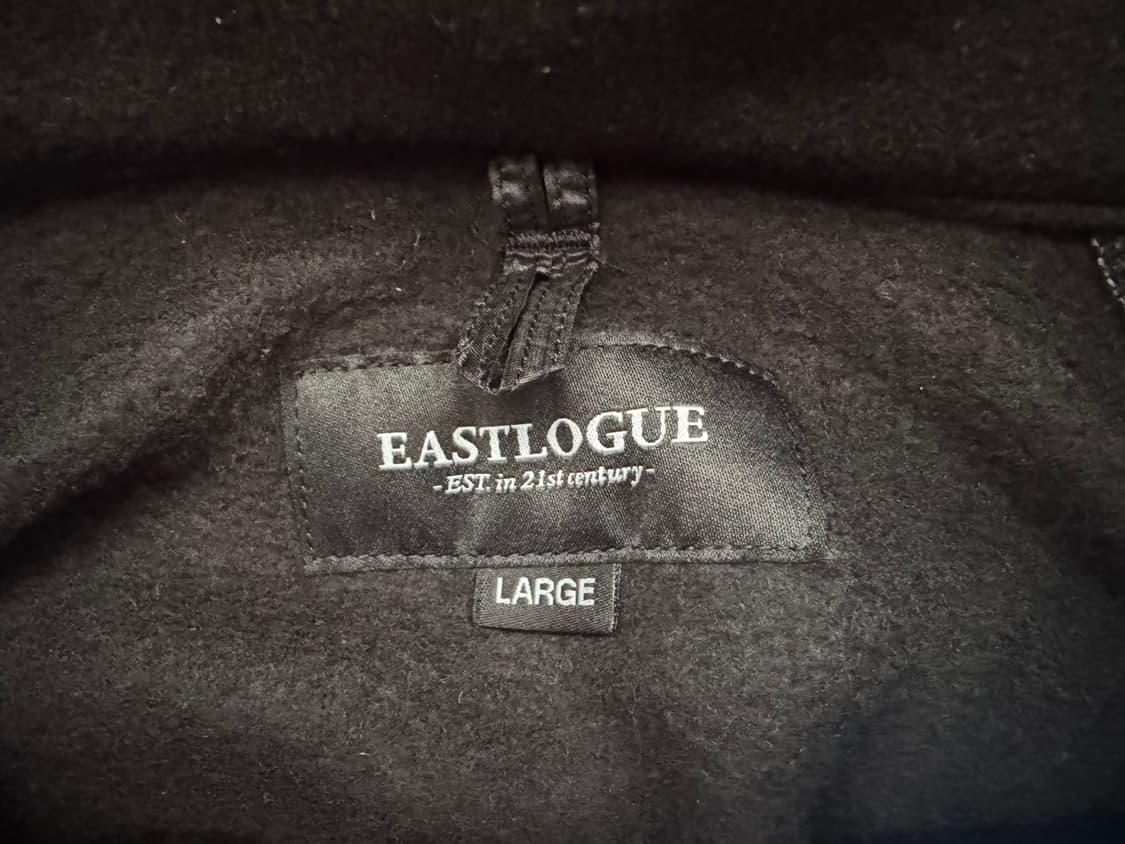 EASTLOGUE
-EST. in 21st century-
LARGE